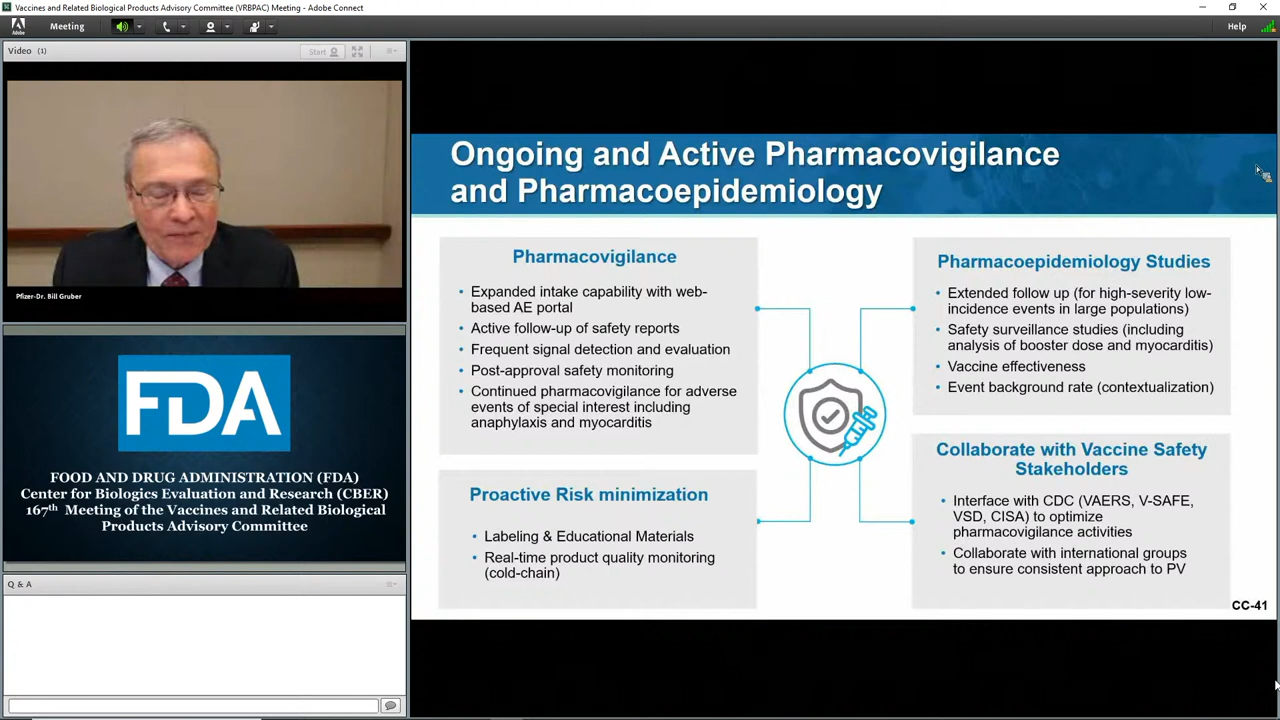 Vaccines and Related Biological Products Advisory Committee (VRBPAC) Meeting - Adobe Connect
Adobe
Meeting
Help
Video (1)
Start
Pfizer-Dr. Bill Gruber
FDA
FOOD AND DRUG ADMINISTRATION (FDA)
Center for Biologics Evaluation and Research (CBER)
167th Meeting of the Vaccines and Related Biological
Products Advisory Committee
Q & A
Ongoing and Active Pharmacovigilance
and Pharmacoepidemiology
Pharmacovigilance
• Expanded intake capability with web-
based AE portal
• Active follow-up of safety reports
• Frequent signal detection and evaluation
• Post-approval safety monitoring
• Continued pharmacovigilance for adverse
events of special interest including
anaphylaxis and myocarditis
Proactive Risk minimization
• Labeling & Educational Materials
• Real-time product quality monitoring
(cold-chain)
Pharmacoepidemiology Studies
• Extended follow up (for high-severity low-
incidence events in large populations)
• Safety surveillance studies (including
analysis of booster dose and myocarditis)
• Vaccine effectiveness
• Event background rate (contextualization)
Collaborate with Vaccine Safety
Stakeholders
• Interface with CDC (VAERS, V-SAFE,
VSD, CISA) to optimize
pharmacovigilance activities
• Collaborate with international groups
to ensure consistent approach to PV
CC-41